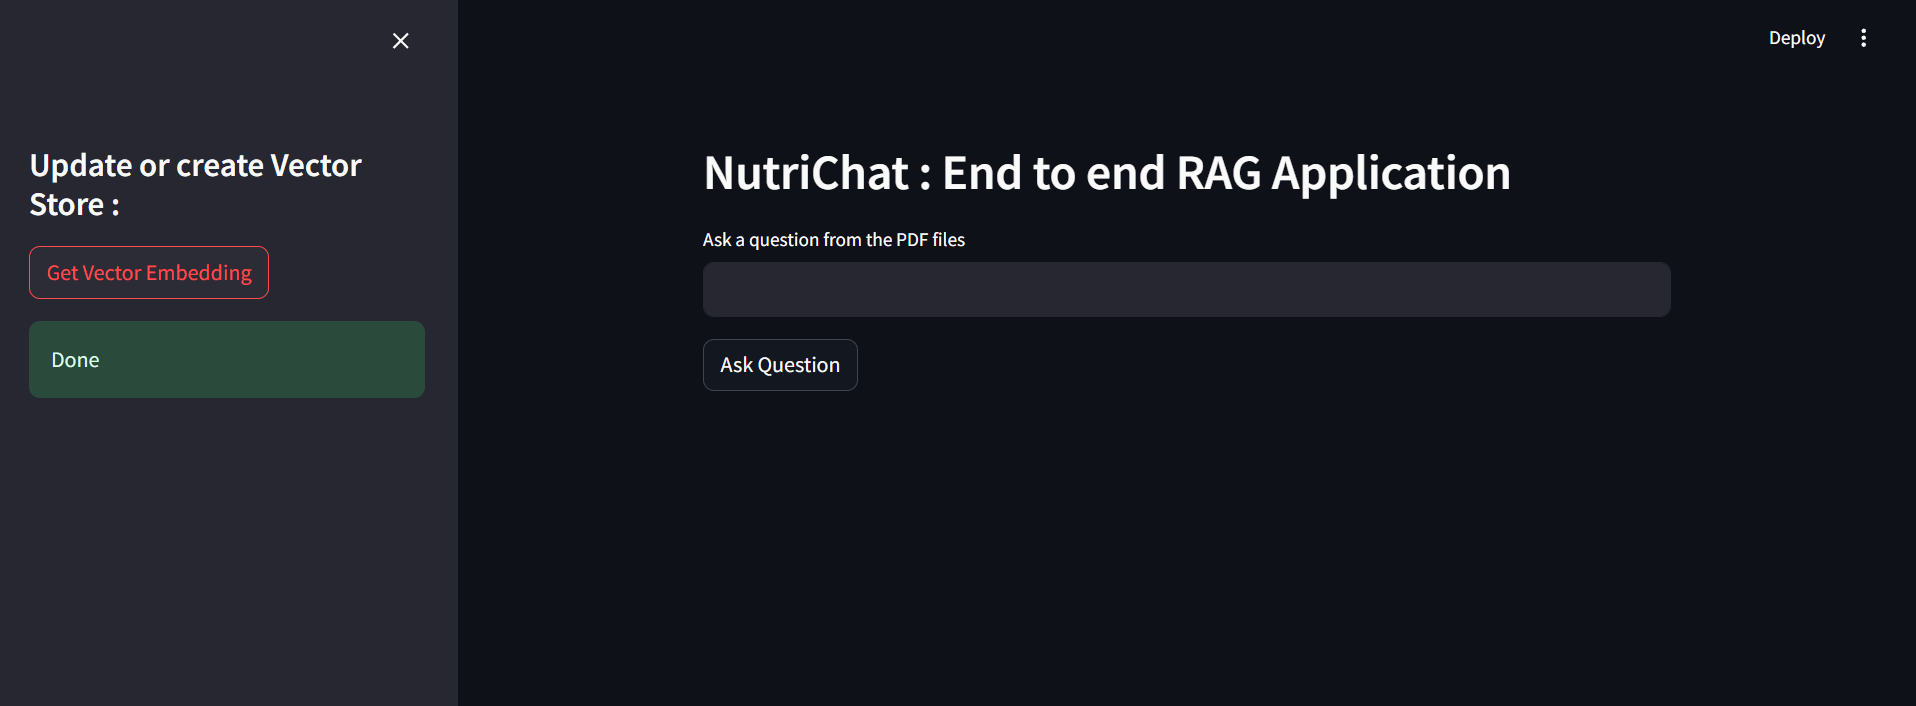 Update or create Vector
Store :
Get Vector Embedding
Done
Deploy
NutriChat : End to end RAG Application
Ask a question from the PDF files
Ask Question